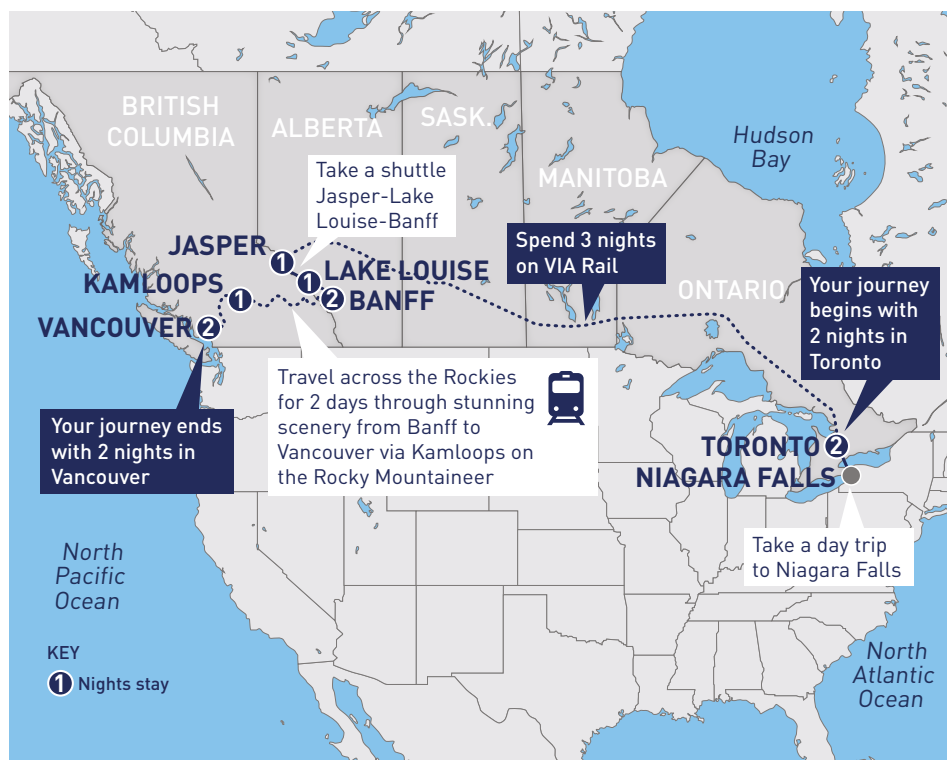 BRITISH
COLUMBIA
ALBERTA
SASK.
MANITOBA
ONTARIO
Hudson
Bay
Take a shuttle
Jasper-Lake
Louise-Banff
Spend 3 nights
on VIA Rail
Your journey
begins with
2 nights in
Toronto
JASPER 1
1 LAKE LOUISE
KAMLOOPS 1
2 BANFF
VANCOUVER 2
Travel across the Rockies
for 2 days through stunning
scenery from Banff to
Vancouver via Kamloops on
the Rocky Mountaineer
Your journey ends
with 2 nights in
Vancouver
TORONTO 2
NIAGARA FALLS
Take a day trip
to Niagara Falls
North
Pacific
Ocean
North
Atlantic
Ocean
KEY
1 Nights stay